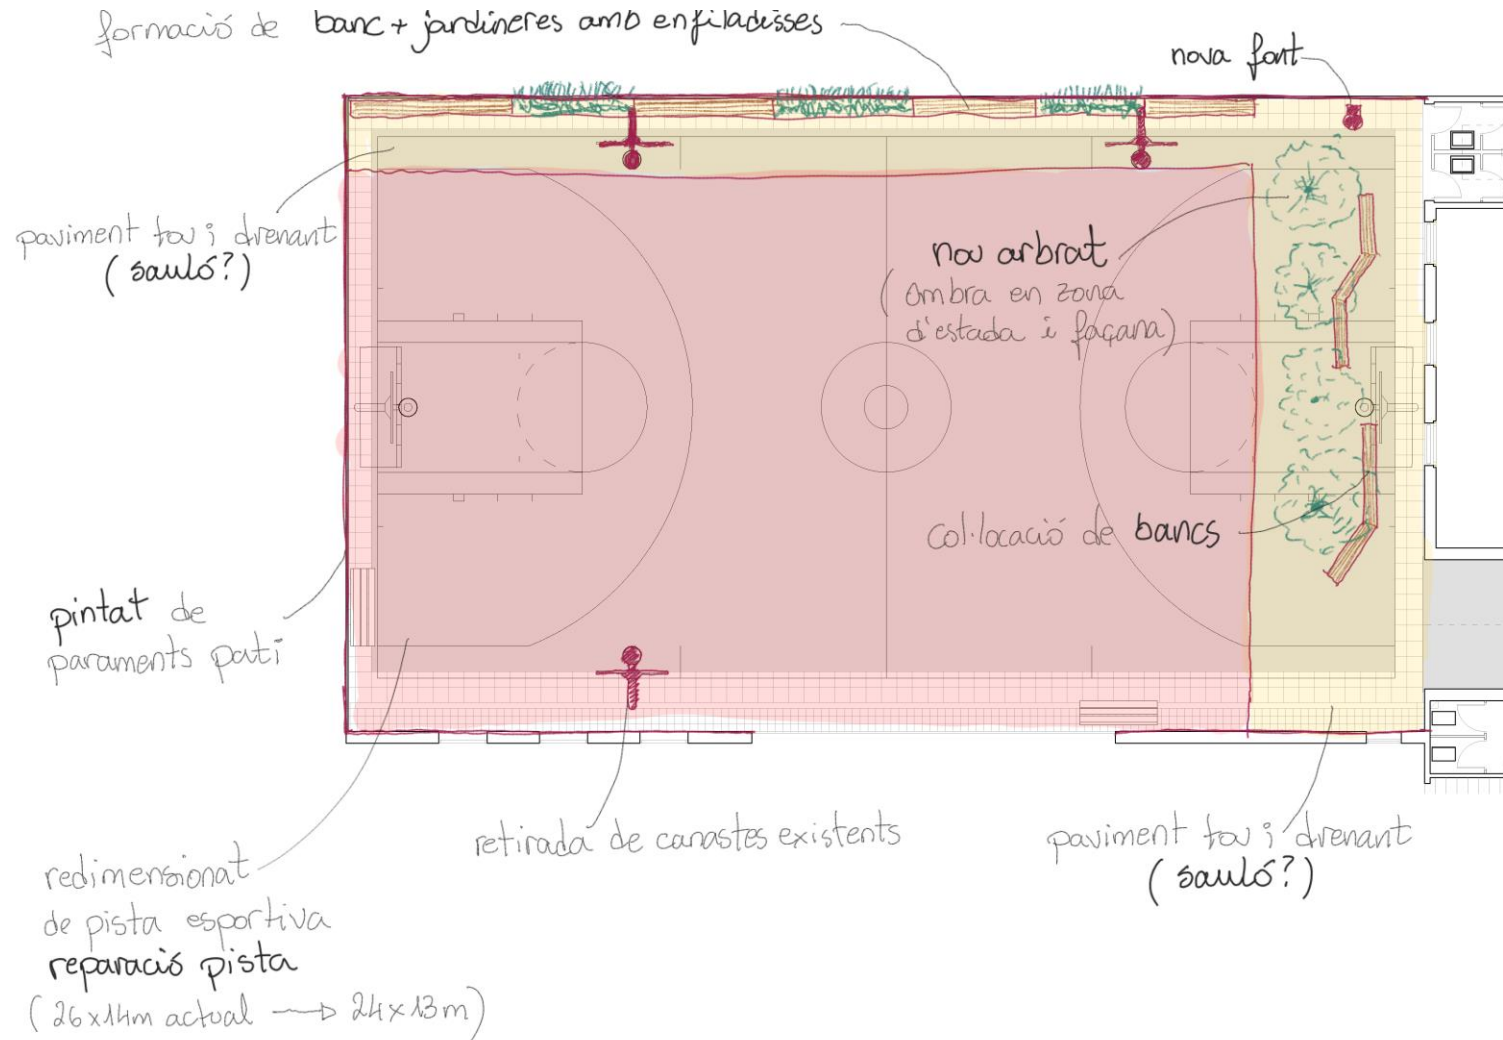 formació de banc + jardineres amb enfiladisses
nova font
paviment tou i drenant
(sauló?)
nou arbrat
(ombra en zona
d'estada i façana)
col·locació de bancs
pintat de
paraments pati
retirada de canastes existents
paviment tou i drenant
(sauló?)
redimensionat
de pista esportiva
reparació pista
(26x14m actual → 24x13m)